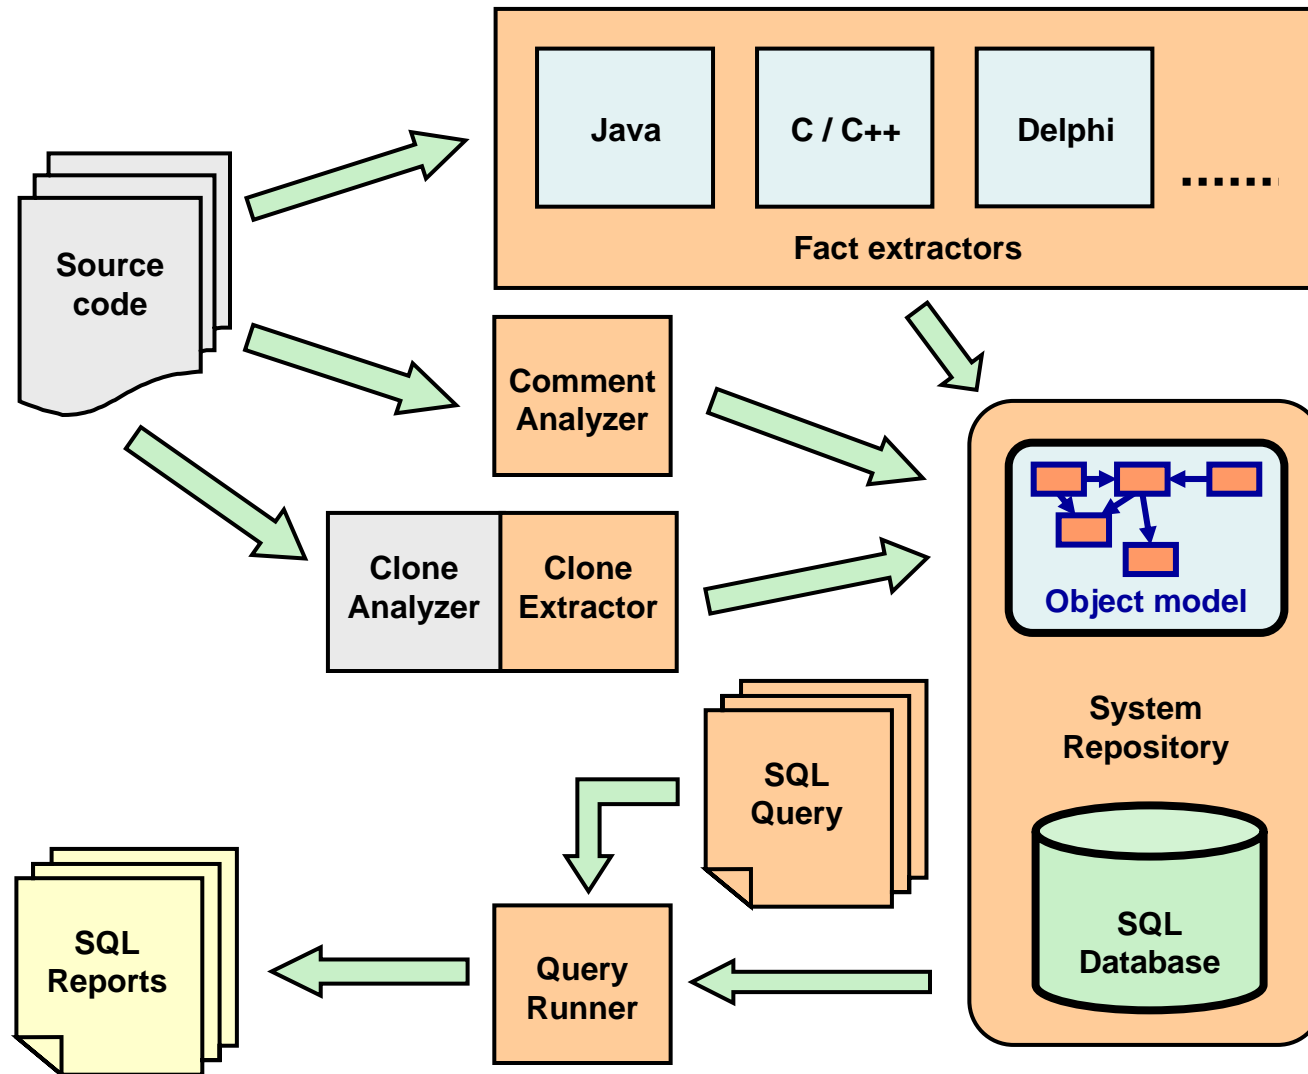 Java
C / C++
Delphi
.......
Fact extractors
Source
code
Comment
Analyzer
Clone
Analyzer
Clone
Extractor
Object model
System
Repository
SQL
Query
SQL
Database
Query
Runner
SQL
Reports